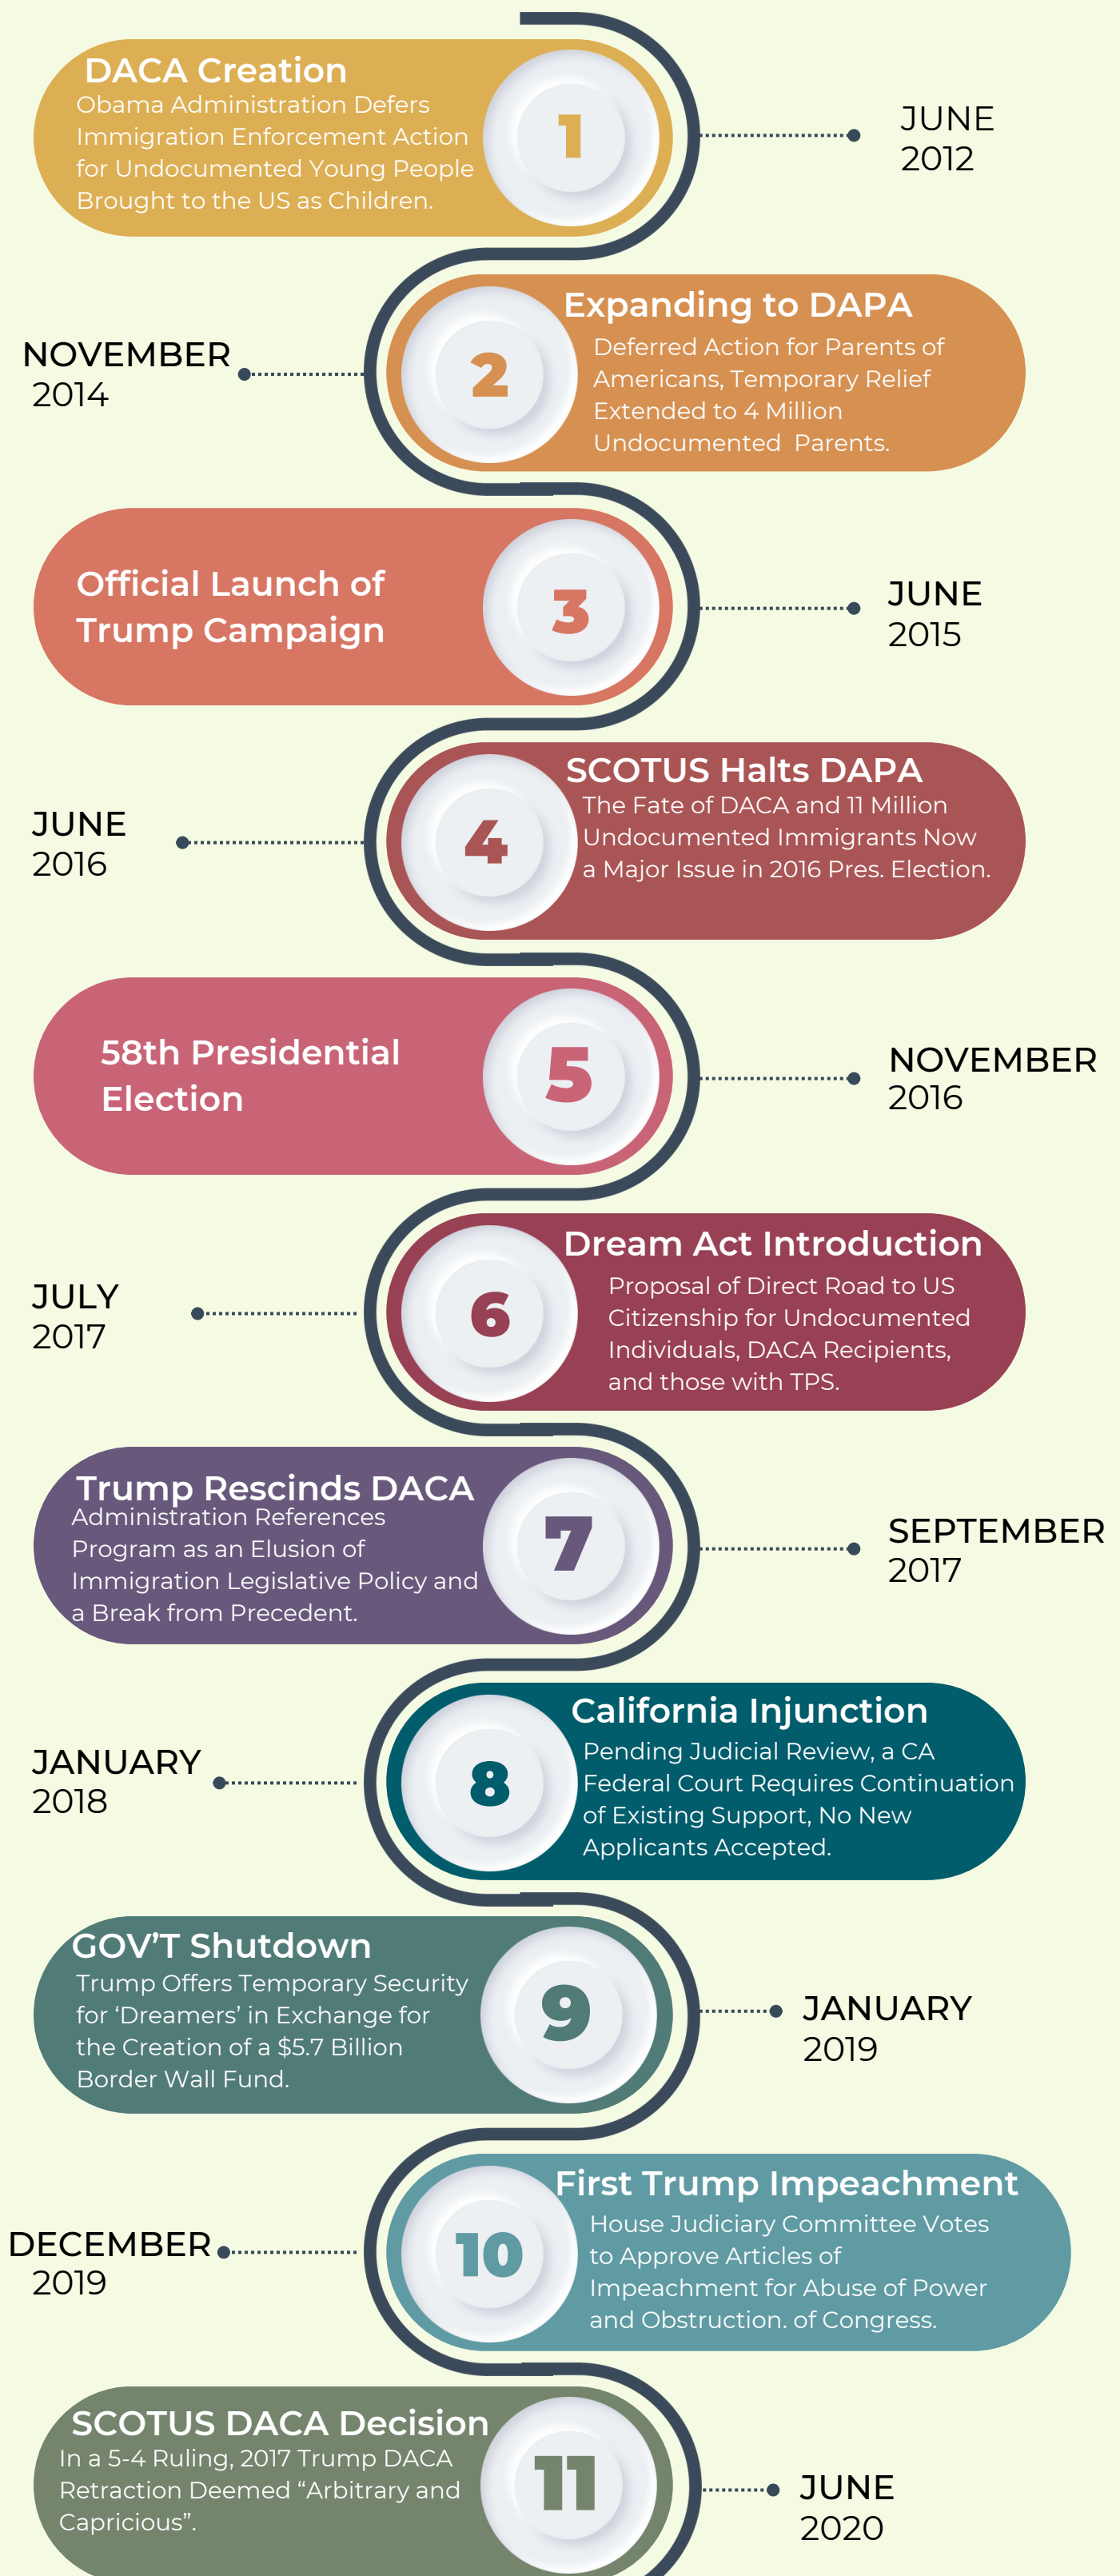 DACA Creation
Obama Administration Defers
Immigration Enforcement Action
for Undocumented Young People
Brought to the US as Children.
1
JUNE
2012
NOVEMBER
2014
2
Expanding to DAPA
Deferred Action for Parents of
Americans, Temporary Relief
Extended to 4 Million
Undocumented Parents.
Official Launch of
Trump Campaign
3
JUNE
2015
JUNE
2016
4
SCOTUS Halts DAPA
The Fate of DACA and 11 Million
Undocumented Immigrants Now
a Major Issue in 2016 Pres. Election.
58th Presidential
Election
5
NOVEMBER
2016
JULY
2017
6
Dream Act Introduction
Proposal of Direct Road to US
Citizenship for Undocumented
Individuals, DACA Recipients,
and those with TPS.
Trump Rescinds DACA
Administration References
Program as an Elusion of
Immigration Legislative Policy and
a Break from Precedent.
7
SEPTEMBER
2017
JANUARY
2018
8
California Injunction
Pending Judicial Review, a CA
Federal Court Requires Continuation
of Existing Support, No New
Applicants Accepted.
GOV’T Shutdown
Trump Offers Temporary Security
for ‘Dreamers’ in Exchange for
the Creation of a $5.7 Billion
Border Wall Fund.
9
JANUARY
2019
DECEMBER
2019
10
First Trump Impeachment
House Judiciary Committee Votes
to Approve Articles of
Impeachment for Abuse of Power
and Obstruction. of Congress.
SCOTUS DACA Decision
In a 5-4 Ruling, 2017 Trump DACA
Retraction Deemed “Arbitrary and
Capricious”.
11
JUNE
2020